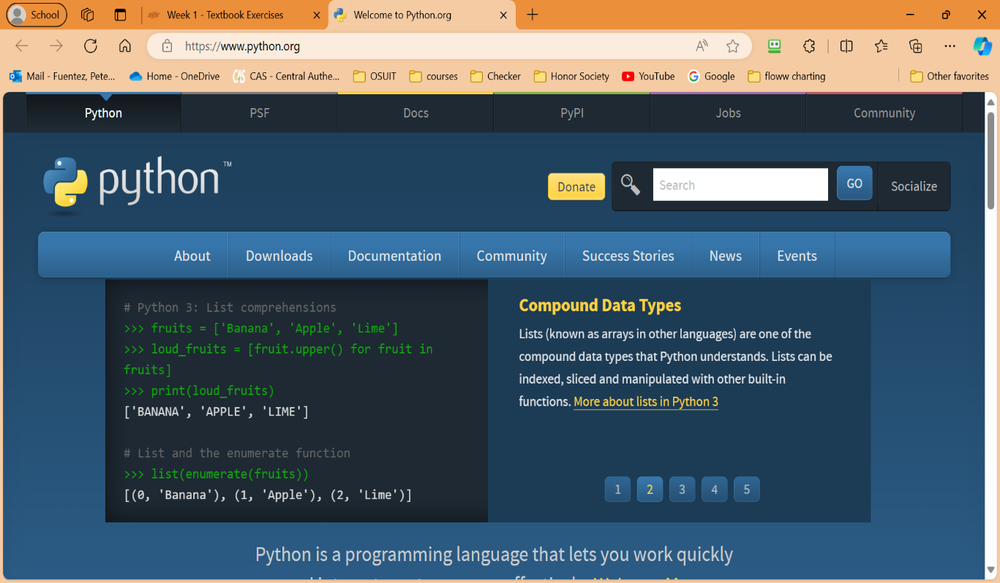 School
Week 1 - Textbook Exercises
Welcome to Python.org
https://www.python.org
Mail - Fuentez, Pete...
Home - OneDrive
CAS - Central Authe...
OSUIT
courses
Checker
Honor Society
YouTube
Google
floww charting
Other favorites
Python
PSF
Docs
PyPI
Jobs
Community
python™
Donate
Search
GO
Socialize
About
Downloads
Documentation
Community
Success Stories
News
Events
# Python 3: List comprehensions
>>> fruits = ['Banana', 'Apple', 'Lime']
>>> loud_fruits = [fruit.upper() for fruit in
fruits]
>>> print(loud_fruits)
['BANANA', 'APPLE', 'LIME']
# List and the enumerate function
>>> list(enumerate(fruits))
[(0, 'Banana'), (1, 'Apple'), (2, 'Lime')]
Compound Data Types
Lists (known as arrays in other languages) are one of the
compound data types that Python understands. Lists can be
indexed, sliced and manipulated with other built-in
functions. More about lists in Python 3
1 2 3 4 5
Python is a programming language that lets you work quickly